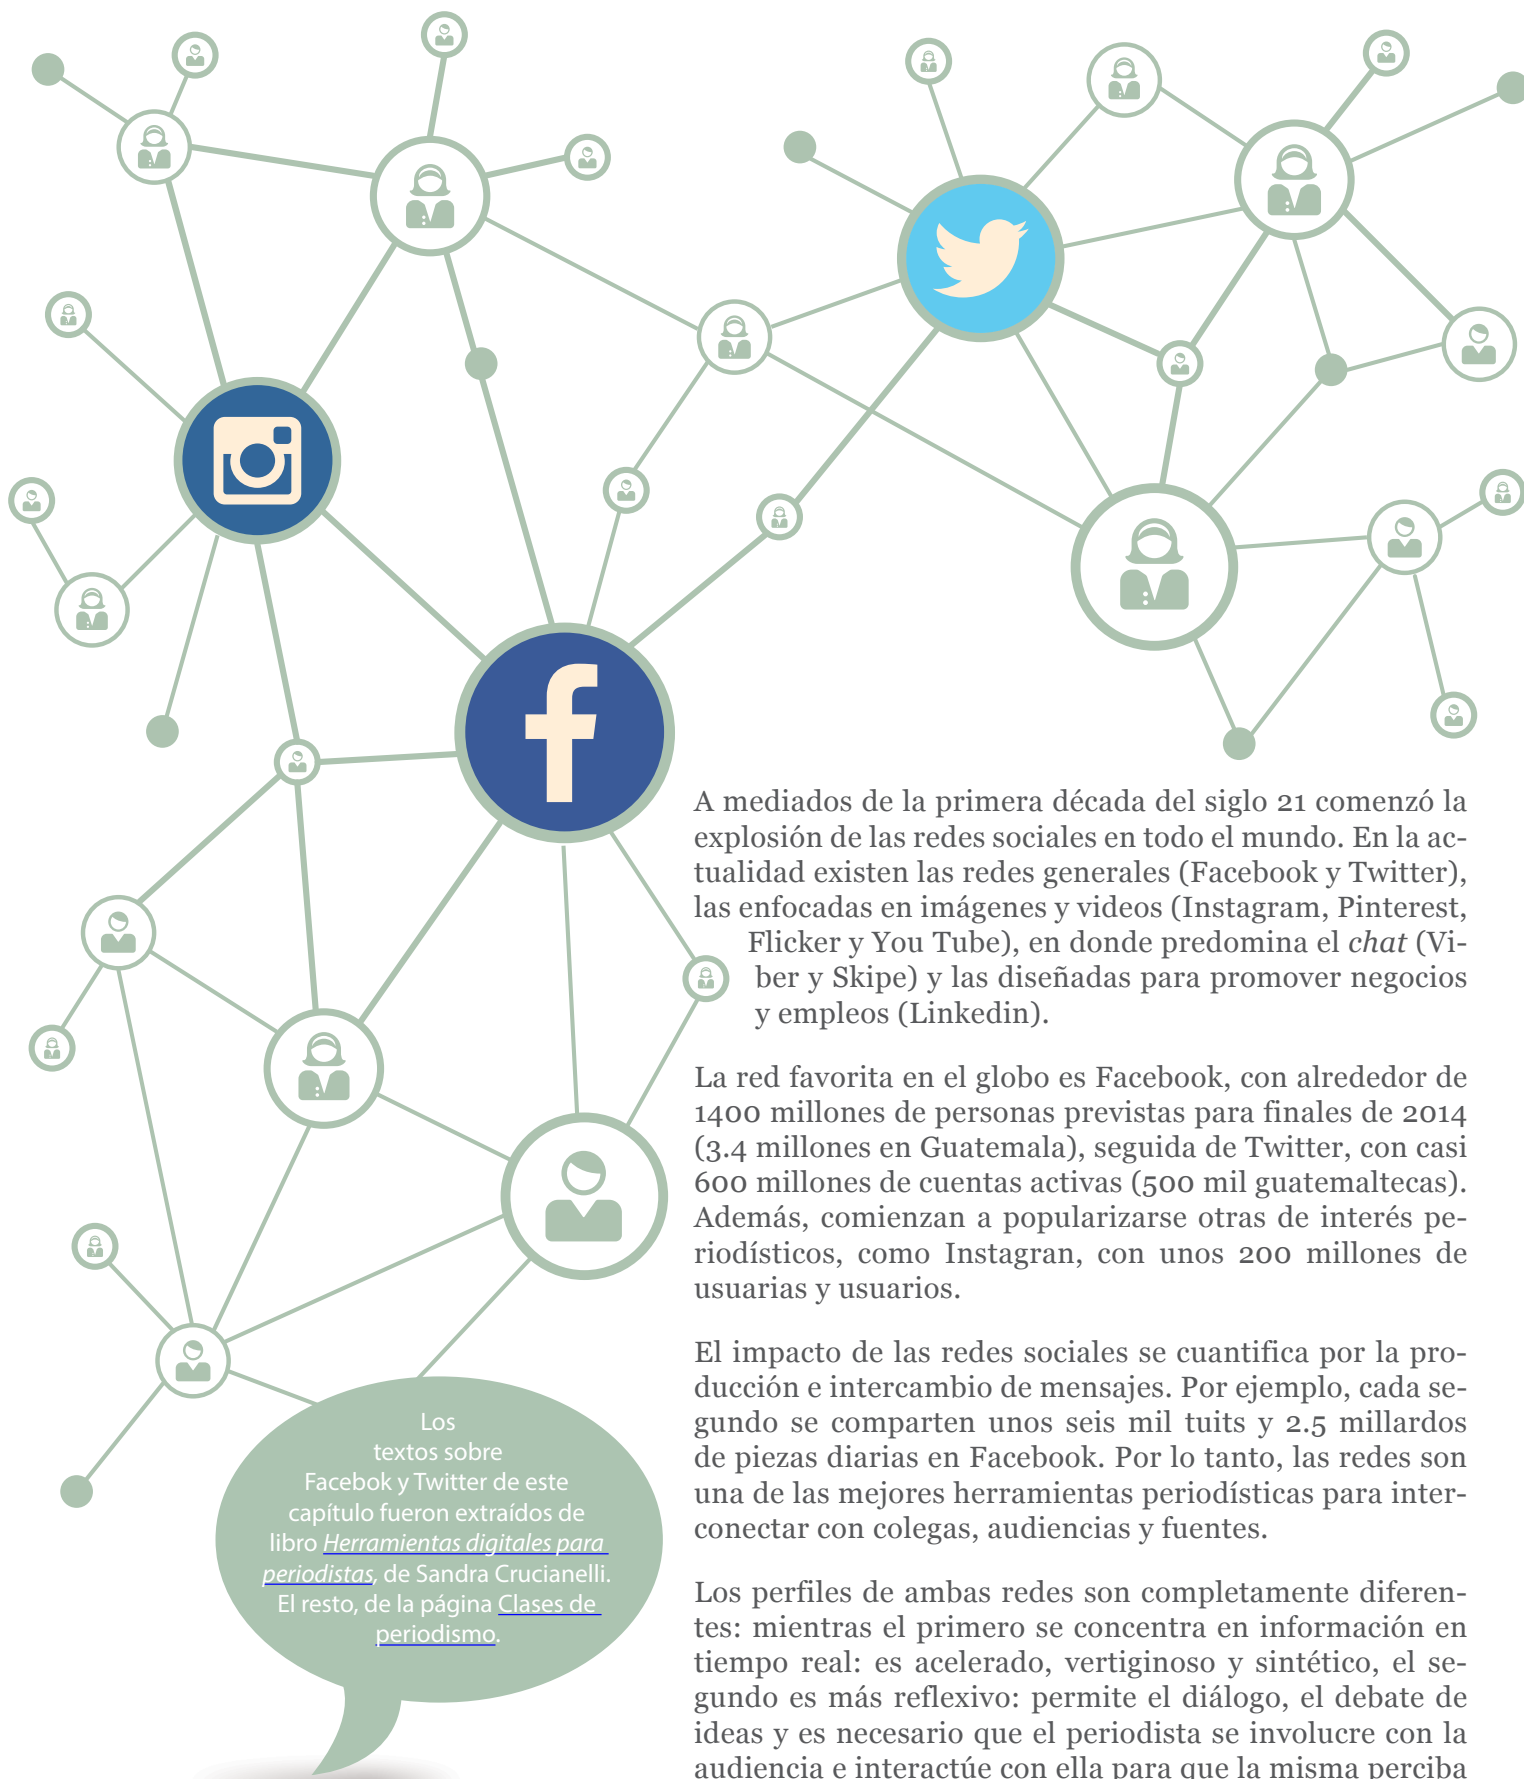 A mediados de la primera década del siglo 21 comenzó la
explosión de las redes sociales en todo el mundo. En la ac-
tualidad existen las redes generales (Facebook y Twitter),
las enfocadas en imágenes y videos (Instagram, Pinterest,
Flicker y You Tube), en donde predomina el chat (Vi-
ber y Skipe) y las diseñadas para promover negocios
y empleos (Linkedin).
La red favorita en el globo es Facebook, con alrededor de
1400 millones de personas previstas para finales de 2014
(3.4 millones en Guatemala), seguida de Twitter, con casi
600 millones de cuentas activas (500 mil guatemaltecas).
Además, comienzan a popularizarse otras de interés pe-
riodísticos, como Instagran, con unos 200 millones de
usuarias y usuarios.
El impacto de las redes sociales se cuantifica por la pro-
ducción e intercambio de mensajes. Por ejemplo, cada se-
gundo se comparten unos seis mil tuits y 2.5 millardos
de piezas diarias en Facebook. Por lo tanto, las redes son
una de las mejores herramientas periodísticas para inter-
conectar con colegas, audiencias y fuentes.
Los perfiles de ambas redes son completamente diferen-
tes: mientras el primero se concentra en información en
tiempo real: es acelerado, vertiginoso y sintético, el se-
gundo es más reflexivo: permite el diálogo, el debate de
ideas y es necesario que el periodista se involucre con la
audiencia e interactúe con ella para que la misma perciba
Los
textos sobre
Facebok y Twitter de este
capítulo fueron extraídos de
libro Herramientas digitales para
periodistas, de Sandra Crucianelli.
El resto, de la página Clases de
periodismo.